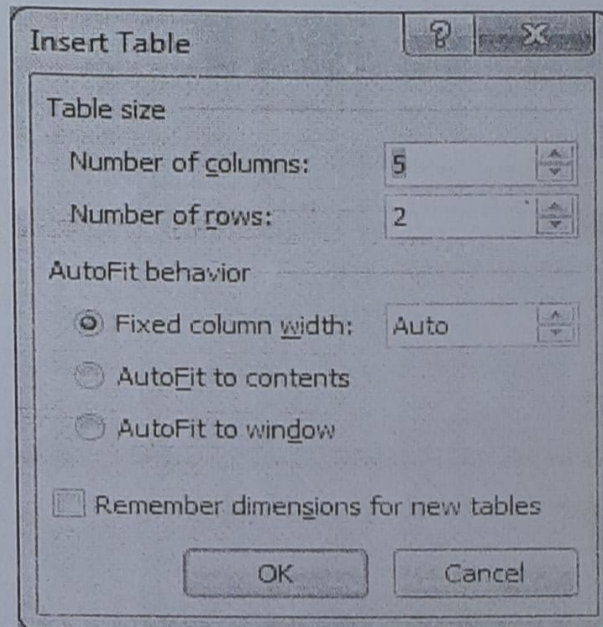 Insert Table
Table size
Number of columns: 5
Number of rows: 2
AutoFit behavior
Fixed column width: Auto
AutoFit to contents
AutoFit to window
Remember dimensions for new tables
OK Cancel